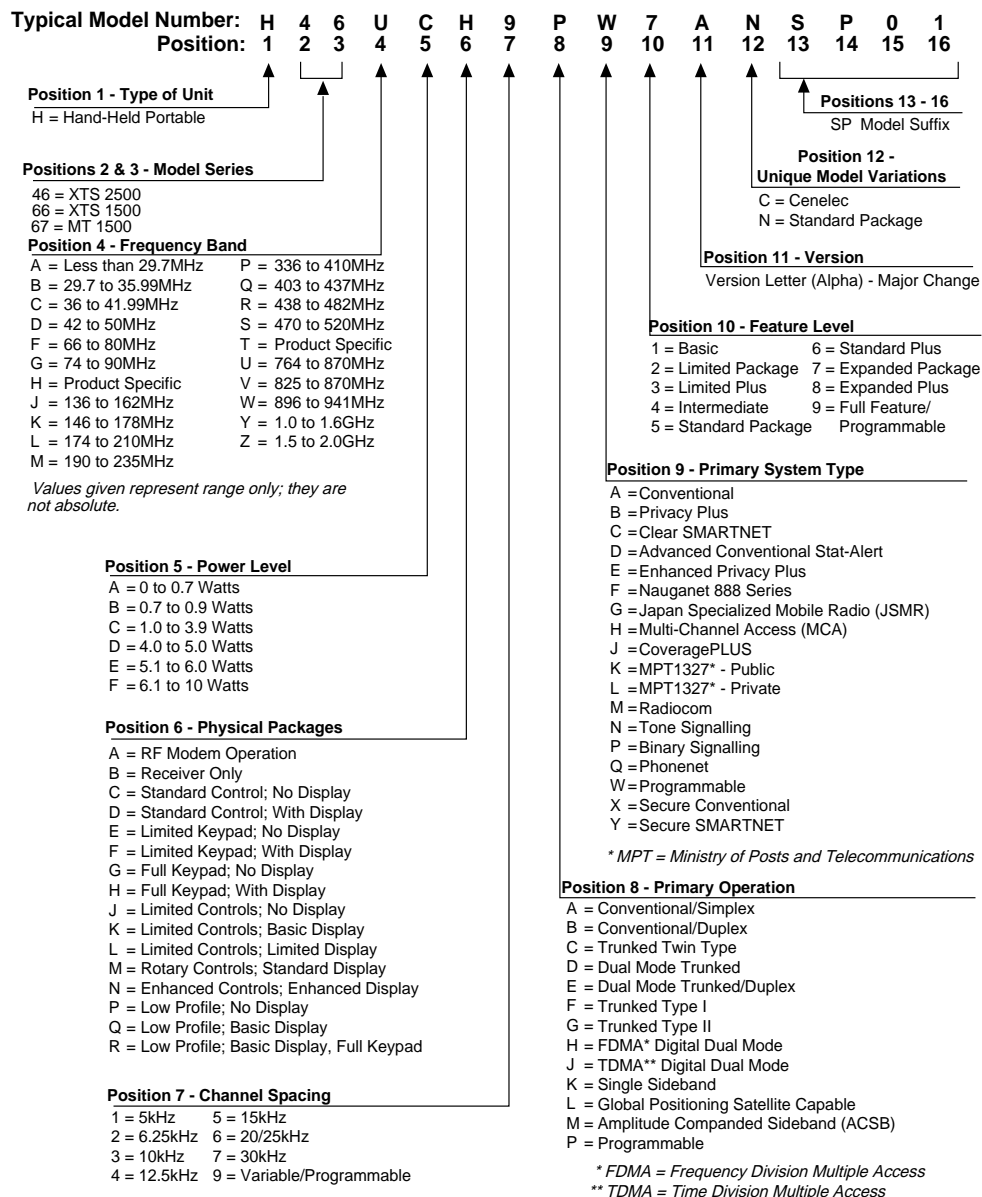 Typical Model Number: H 4 6 U C H 9 P W 7 A N S P 0 1
Position: 1 2 3 4 5 6 7 8 9 10 11 12 13 14 15 16
Position 1 - Type of Unit
H = Hand-Held Portable
Positions 2 & 3 - Model Series
46 = XTS 2500
66 = XTS 1500
67 = MT 1500
Position 4 - Frequency Band
A = Less than 29.7MHz P = 336 to 410MHz
B = 29.7 to 35.99MHz Q = 403 to 437MHz
C = 36 to 41.99MHz R = 438 to 482MHz
D = 42 to 50MHz S = 470 to 520MHz
F = 66 to 80MHz T = Product Specific
G = 74 to 90MHz U = 764 to 870MHz
H = Product Specific V = 825 to 870MHz
J = 136 to 162MHz W = 896 to 941MHz
K = 146 to 178MHz Y = 1.0 to 1.6GHz
L = 174 to 210MHz Z = 1.5 to 2.0GHz
M = 190 to 235MHz
Values given represent range only; they are
not absolute.
Position 5 - Power Level
A = 0 to 0.7 Watts
B = 0.7 to 0.9 Watts
C = 1.0 to 3.9 Watts
D = 4.0 to 5.0 Watts
E = 5.1 to 6.0 Watts
F = 6.1 to 10 Watts
Position 6 - Physical Packages
A = RF Modem Operation
B = Receiver Only
C = Standard Control; No Display
D = Standard Control; With Display
E = Limited Keypad; No Display
F = Limited Keypad; With Display
G = Full Keypad; No Display
H = Full Keypad; With Display
J = Limited Controls; No Display
K = Limited Controls; Basic Display
L = Limited Controls; Limited Display
M = Rotary Controls; Standard Display
N = Enhanced Controls; Enhanced Display
P = Low Profile; No Display
Q = Low Profile; Basic Display
R = Low Profile; Basic Display, Full Keypad
Position 7 - Channel Spacing
1 = 5kHz 5 = 15kHz
2 = 6.25kHz 6 = 20/25kHz
3 = 10kHz 7 = 30kHz
4 = 12.5kHz 9 = Variable/Programmable
Positions 13 - 16
SP Model Suffix
Position 12 -
Unique Model Variations
C = Cenelec
N = Standard Package
Position 11 - Version
Version Letter (Alpha) - Major Change
Position 10 - Feature Level
1 = Basic 6 = Standard Plus
2 = Limited Package 7 = Expanded Package
3 = Limited Plus 8 = Expanded Plus
4 = Intermediate 9 = Full Feature/
5 = Standard Package Programmable
Position 9 - Primary System Type
A = Conventional
B = Privacy Plus
C = Clear SMARTNET
D = Advanced Conventional Stat-Alert
E = Enhanced Privacy Plus
F = Nauganet 888 Series
G = Japan Specialized Mobile Radio (JSMR)
H = Multi-Channel Access (MCA)
J = CoveragePLUS
K = MPT1327* - Public
L = MPT1327* - Private
M = Radiocom
N = Tone Signalling
P = Binary Signalling
Q = Phonenet
W = Programmable
X = Secure Conventional
Y = Secure SMARTNET
* MPT = Ministry of Posts and Telecommunications
Position 8 - Primary Operation
A = Conventional/Simplex
B = Conventional/Duplex
C = Trunked Twin Type
D = Dual Mode Trunked
E = Dual Mode Trunked/Duplex
F = Trunked Type I
G = Trunked Type II
H = FDMA* Digital Dual Mode
J = TDMA** Digital Dual Mode
K = Single Sideband
L = Global Positioning Satellite Capable
M = Amplitude Companded Sideband (ACSB)
P = Programmable
* FDMA = Frequency Division Multiple Access
** TDMA = Time Division Multiple Access